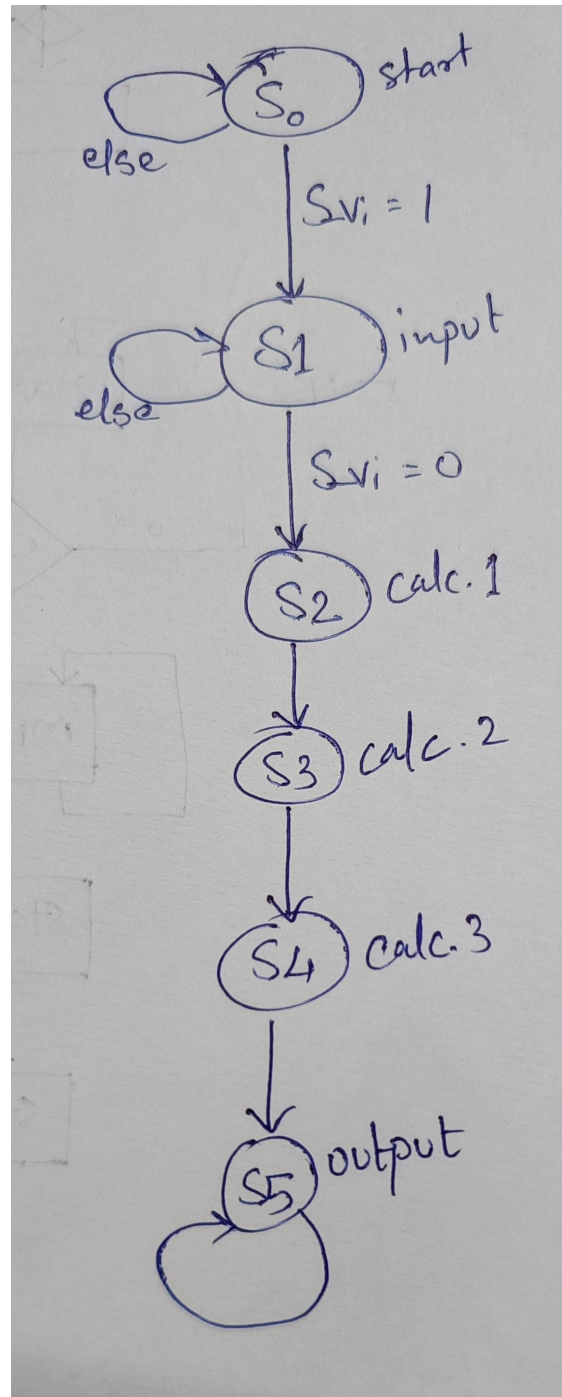 S0 start
else
Svi = 1
S1 input
else
Svi = 0
S2 calc.1
S3 calc.2
S4 calc.3
S5 output